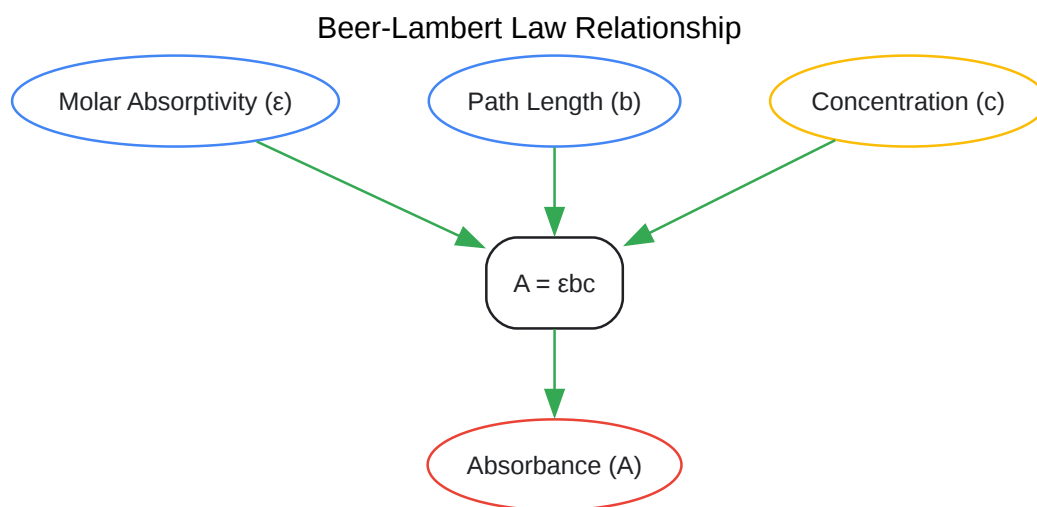 Beer-Lambert Law Relationship
Molar Absorptivity (ε)
Path Length (b)
Concentration (c)
A = εbc
Absorbance (A)